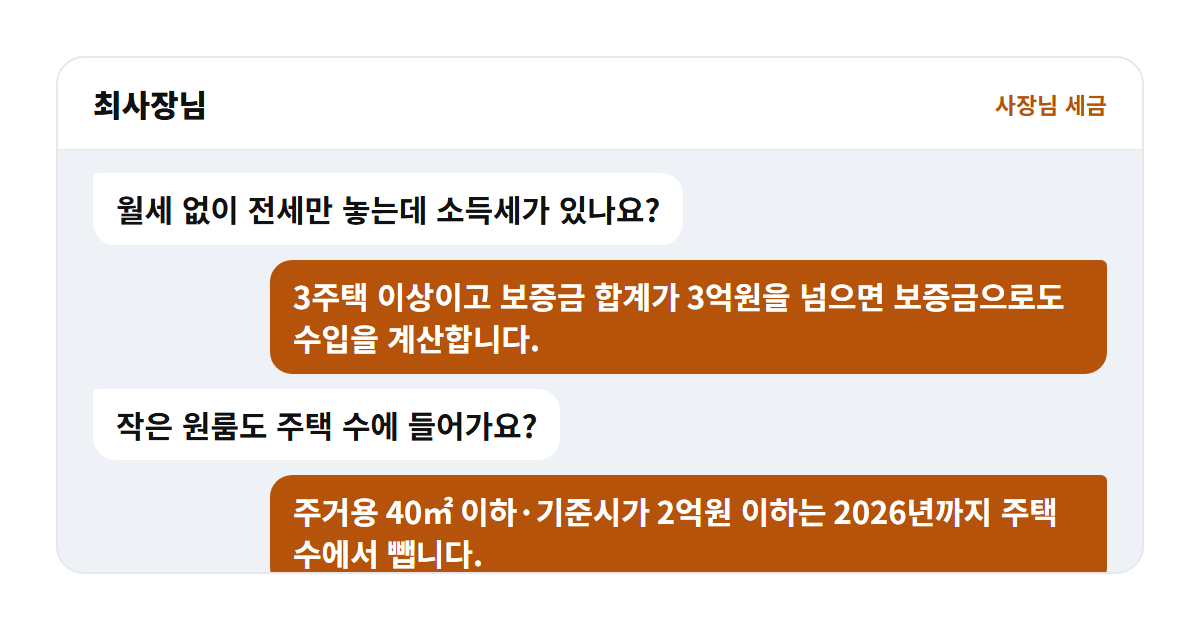 최사장님
사장님 세금
월세 없이 전세만 놓는데 소득세가 있나요?
3주택 이상이고 보증금 합계가 3억원을 넘으면 보증금으로도
수입을 계산합니다.
작은 원룸도 주택 수에 들어가요?
주거용 40㎡ 이하·기준시가 2억원 이하는 2026년까지 주택
수에서 뺍니다.